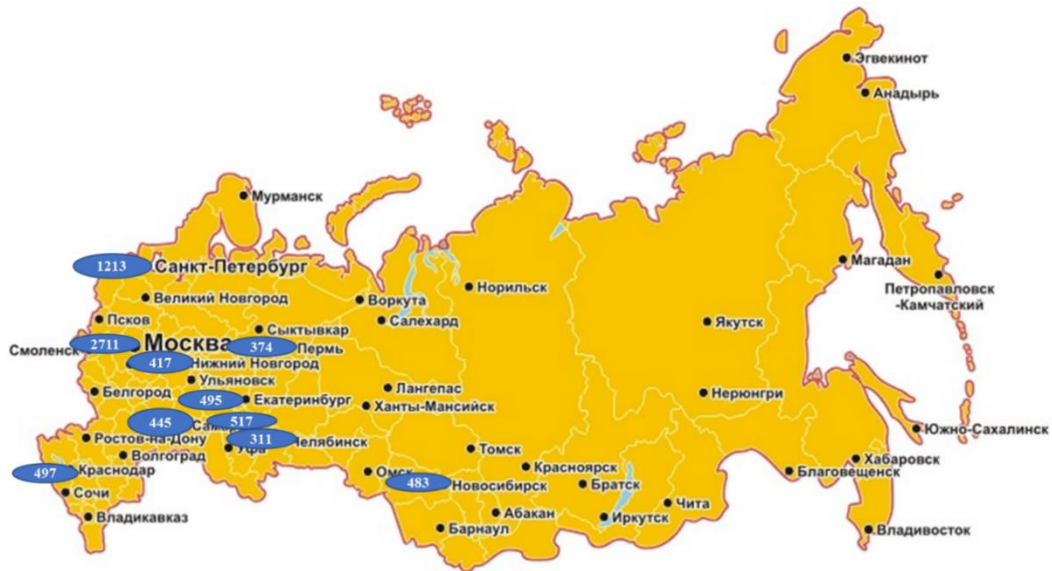 Эгвекинот
Анадырь
Мурманск
1213 Санкт-Петербург
Магадан
Петропавловск
-Камчатский
Норильск
Великий Новгород
Воркута
Псков
Салехард
Якутск
Сыктывкар
Смоленск
2711 Москва
374 Пермь
417 Нижний Новгород
Ульяновск
Лангепас
Белгород
495 Екатеринбург
Нерюнгри
Ханты-Мансийск
445
517
Южно-Сахалинск
Ростов-на-Дону
311 Челябинск
Уфа
Томск
Волгоград
Хабаровск
497 Краснодар
Омск
Красноярск
Благовещенск
483 Новосибирск
Братск
Сочи
Чита
Абакан
Владикавказ
Иркутск
Барнаул
Владивосток